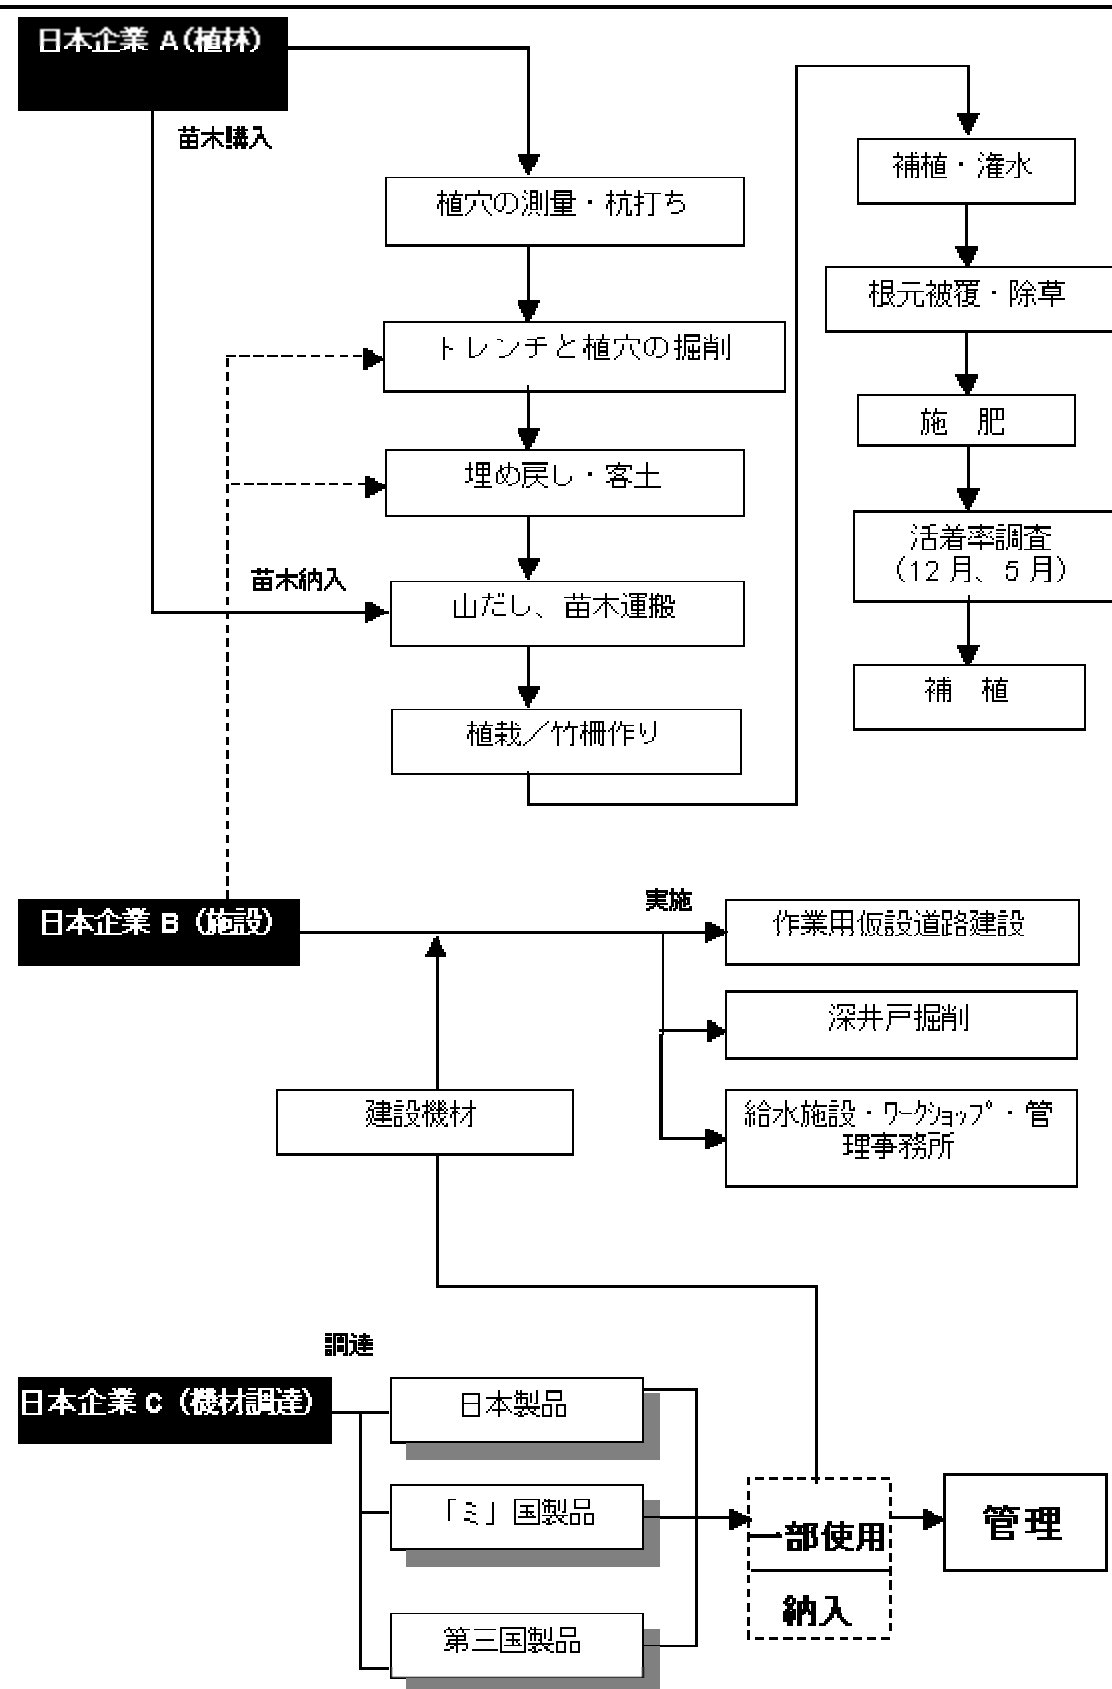 日本企業 A(植林)
苗木購入
植穴の測量・杭打ち
トレンチと植穴の掘削
埋め戻し・客土
苗木納入
山だし、苗木運搬
植栽／竹柵作り
補植・潅水
根元被覆・除草
施　肥
活着率調査
(12 月、5 月)
補　植
日本企業 B (施設)
実施
作業用仮設道路建設
深井戸掘削
給水施設・ﾜｰｸｼｮｯﾌﾟ・管
理事務所
建設機材
調達
日本企業 C (機材調達)
日本製品
「ミ」国製品
第三国製品
一部使用
納入
管理